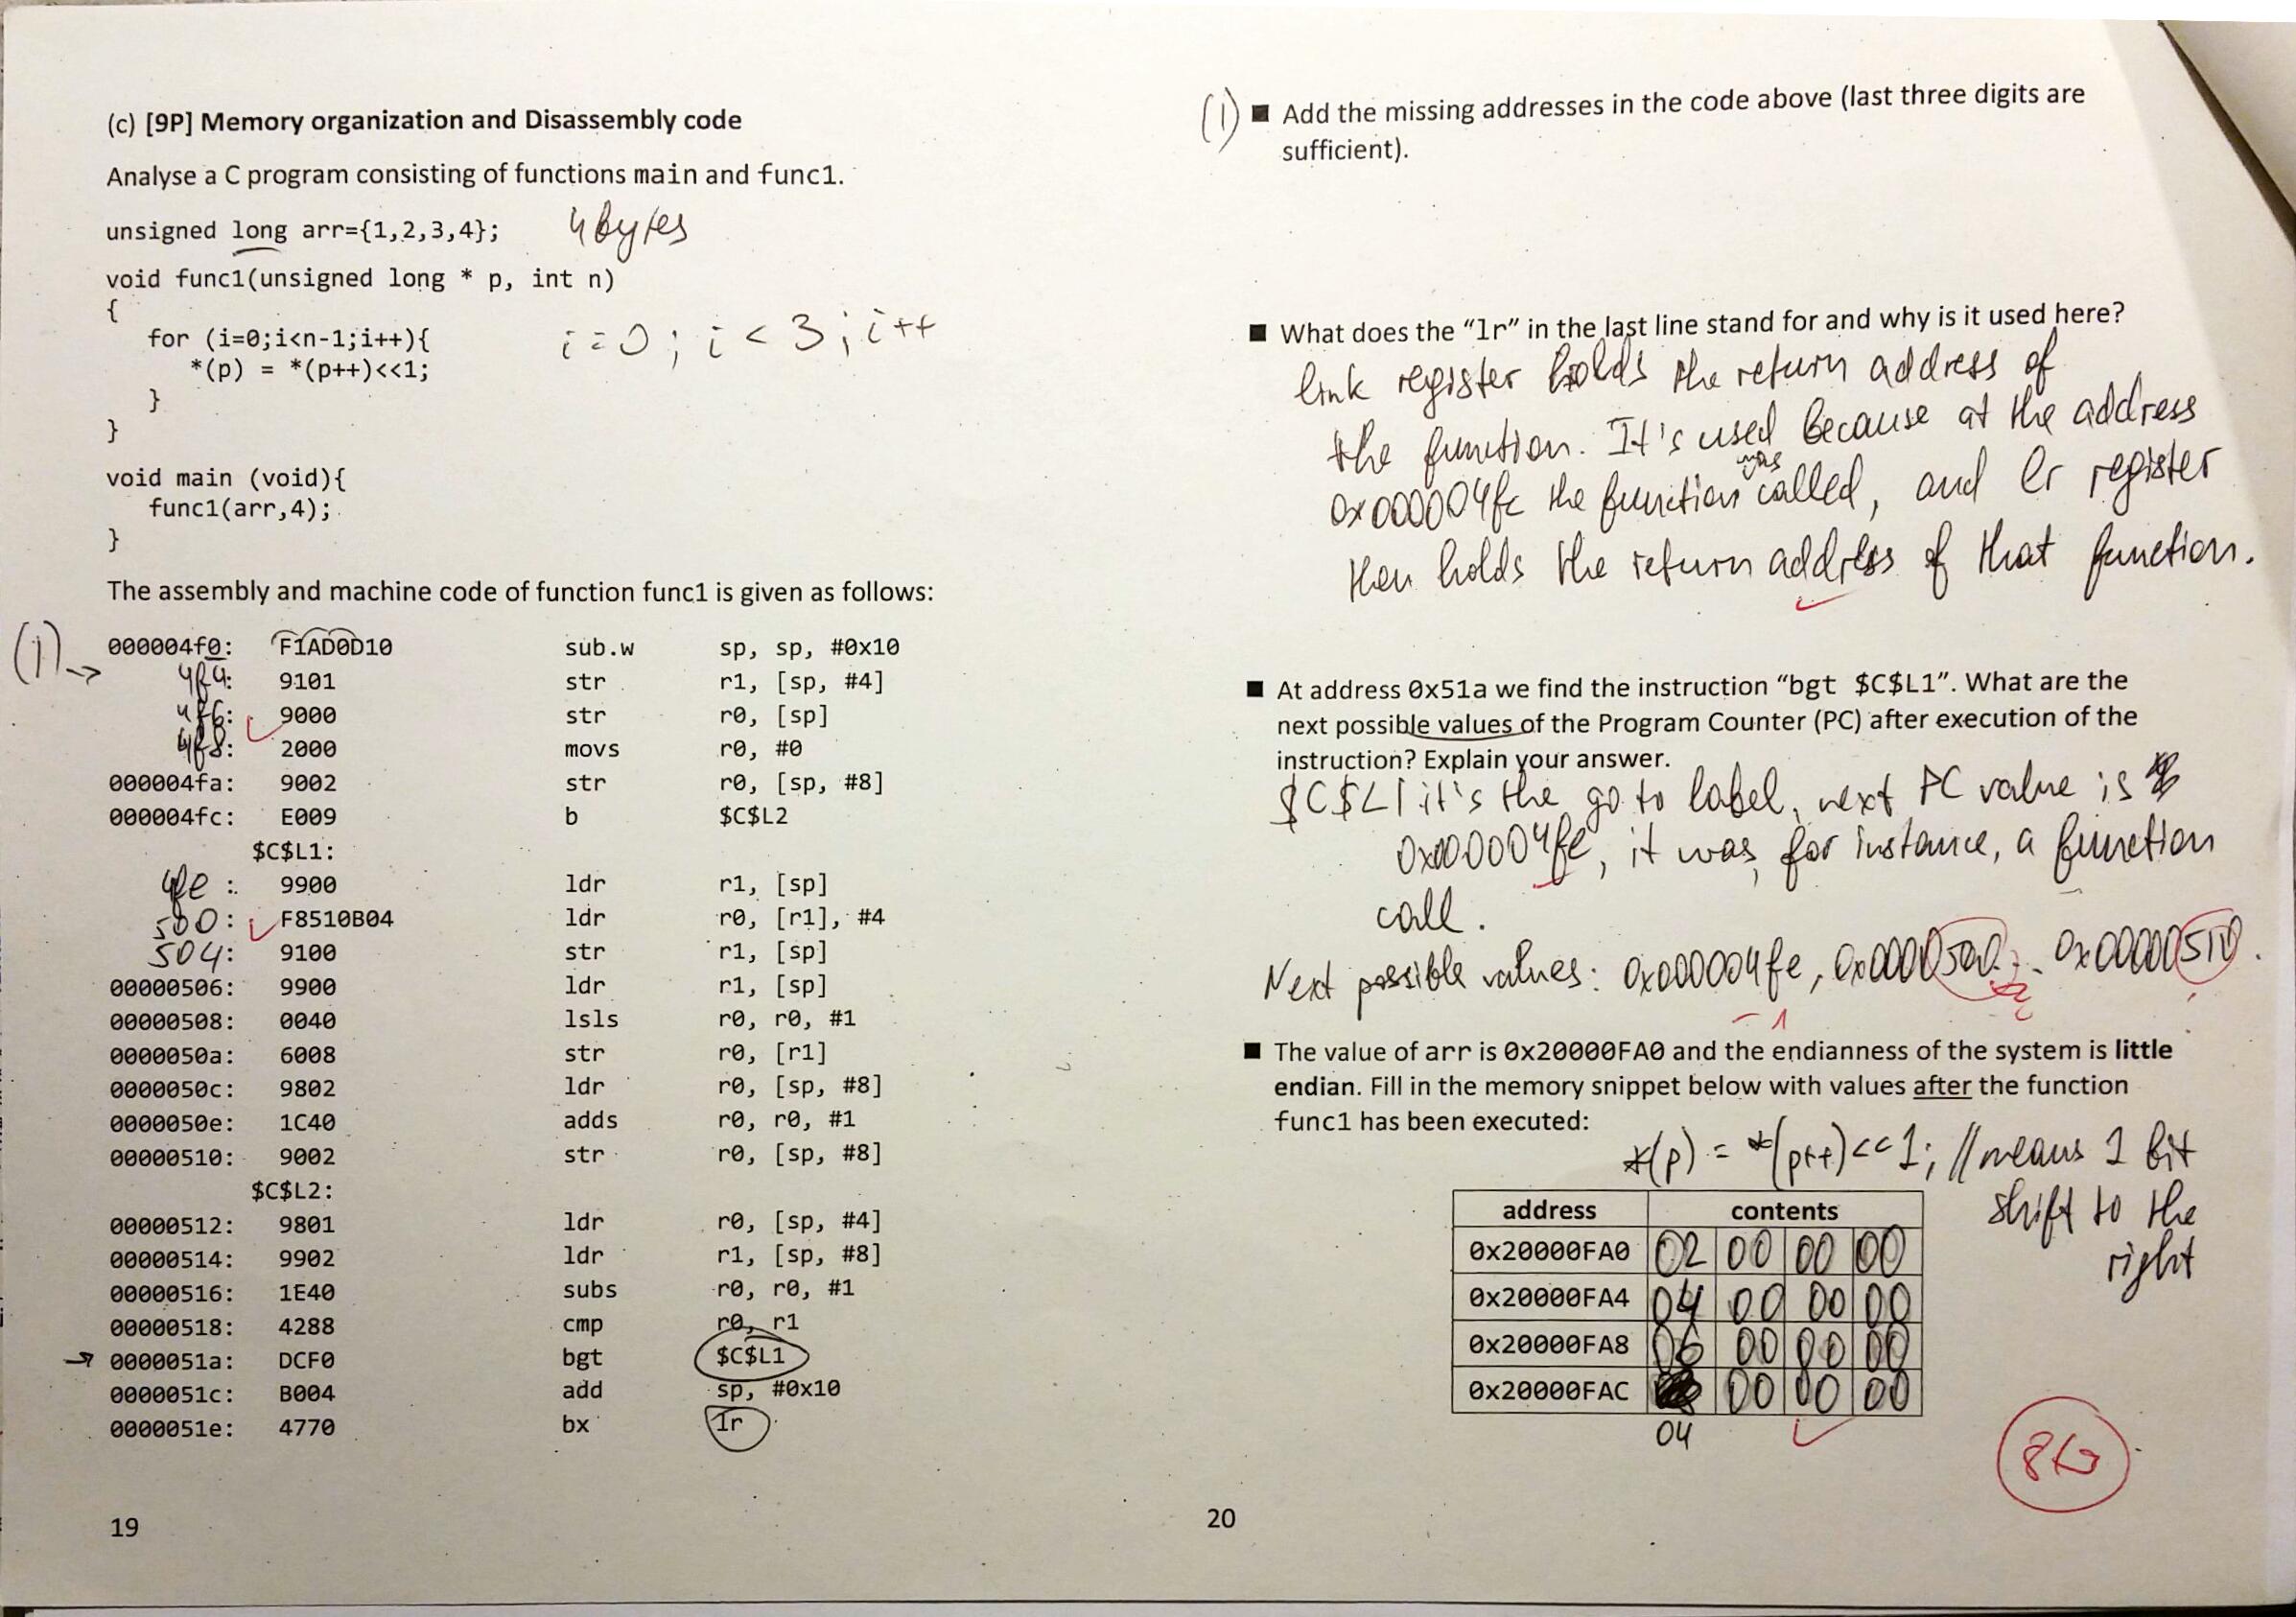 (c) [9P] Memory organization and Disassembly code
Analyse a C program consisting of functions main and func1.
unsigned long arr={1,2,3,4}; 4 bytes
void func1(unsigned long * p, int n)
{
for (i=0;i<n-1;i++){ i=0; i<3; i++
*(p) = *(p++)<<1;
}
}
void main (void){
func1(arr,4);
}
The assembly and machine code of function func1 is given as follows:
(1)→ 000004f0: F1AD0D10 sub.w sp, sp, #0x10
4f4: 9101 str r1, [sp, #4]
4f6: 9000 str r0, [sp]
4f8: 2000 movs r0, #0
000004fa: 9002 str r0, [sp, #8]
000004fc: E009 b $C$L2
$C$L1:
4fe: 9900 ldr r1, [sp]
500: F8510B04 ldr r0, [r1], #4
504: 9100 str r1, [sp]
00000506: 9900 ldr r1, [sp]
00000508: 0040 lsls r0, r0, #1
0000050a: 6008 str r0, [r1]
0000050c: 9802 ldr r0, [sp, #8]
0000050e: 1C40 adds r0, r0, #1
00000510: 9002 str r0, [sp, #8]
$C$L2:
00000512: 9801 ldr r0, [sp, #4]
00000514: 9902 ldr r1, [sp, #8]
00000516: 1E40 subs r0, r0, #1
00000518: 4288 cmp r0, r1
→ 0000051a: DCF0 bgt $C$L1
0000051c: B004 add sp, #0x10
0000051e: 4770 bx lr
19
(1) ■ Add the missing addresses in the code above (last three digits are
sufficient).
■ What does the "lr" in the last line stand for and why is it used here?
link register holds the return address of
the function. It's used because at the address
0x000004fc the function was called, and lr register
then holds the return address of that function.
■ At address 0x51a we find the instruction "bgt $C$L1". What are the
next possible values of the Program Counter (PC) after execution of the
instruction? Explain your answer.
$C$L1 it's the go to label, next PC value is
0x000004fe, it was, for instance, a function
call.
Next possible values: 0x000004fe, 0x00000510.
-1
■ The value of arr is 0x20000FA0 and the endianness of the system is little
endian. Fill in the memory snippet below with values after the function
func1 has been executed:
*(p) = *(p++)<<1; //means 1 bit
shift to the
right
address contents
0x20000FA0 02 00 00 00
0x20000FA4 04 00 00 00
0x20000FA8 06 00 00 00
0x20000FAC 00 00 00
04
20